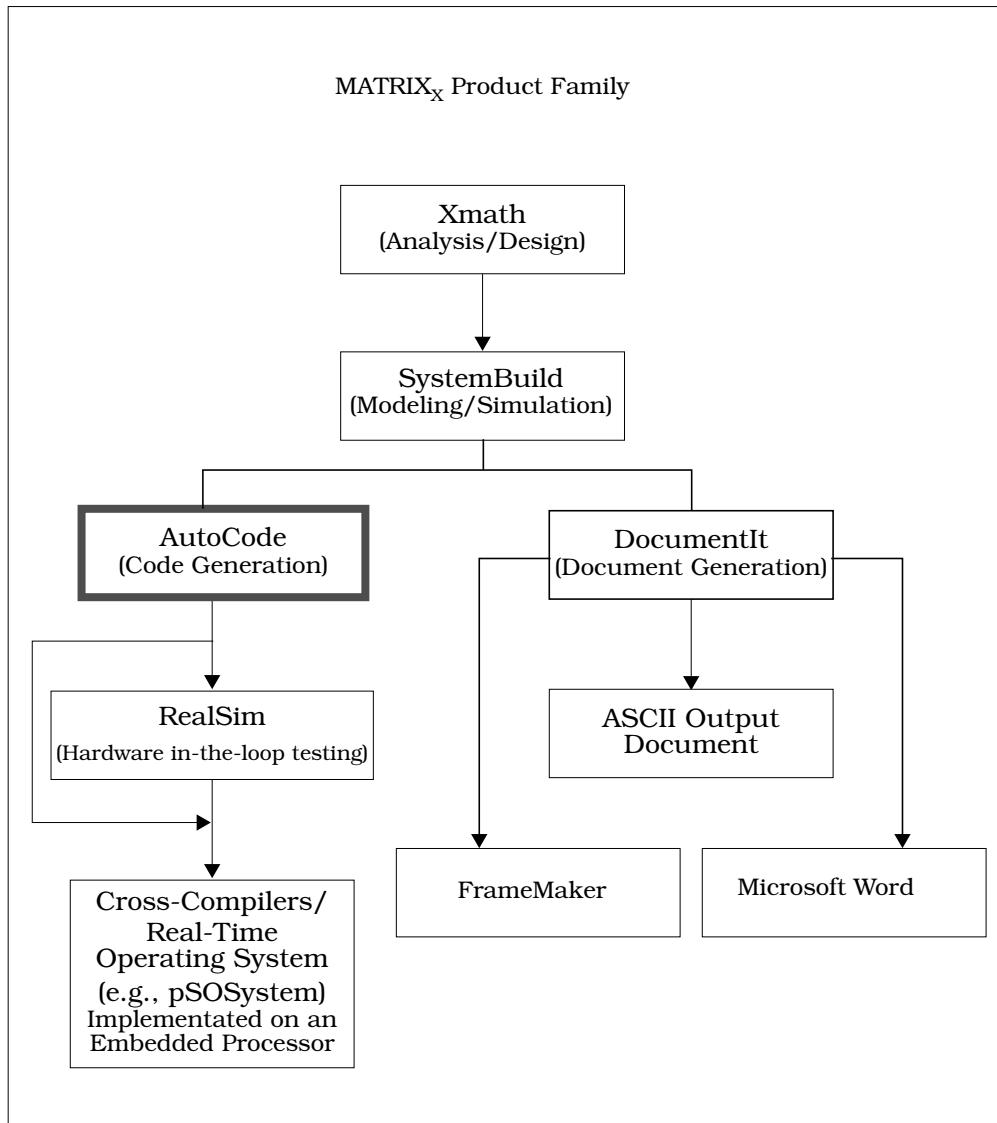 MATRIXX Product Family
Xmath
(Analysis/Design)
SystemBuild
(Modeling/Simulation)
AutoCode
(Code Generation)
DocumentIt
(Document Generation)
RealSim
(Hardware in-the-loop testing)
ASCII Output
Document
FrameMaker
Microsoft Word
Cross-Compilers/
Real-Time
Operating System
(e.g., pSOSystem)
Implementated on an
Embedded Processor